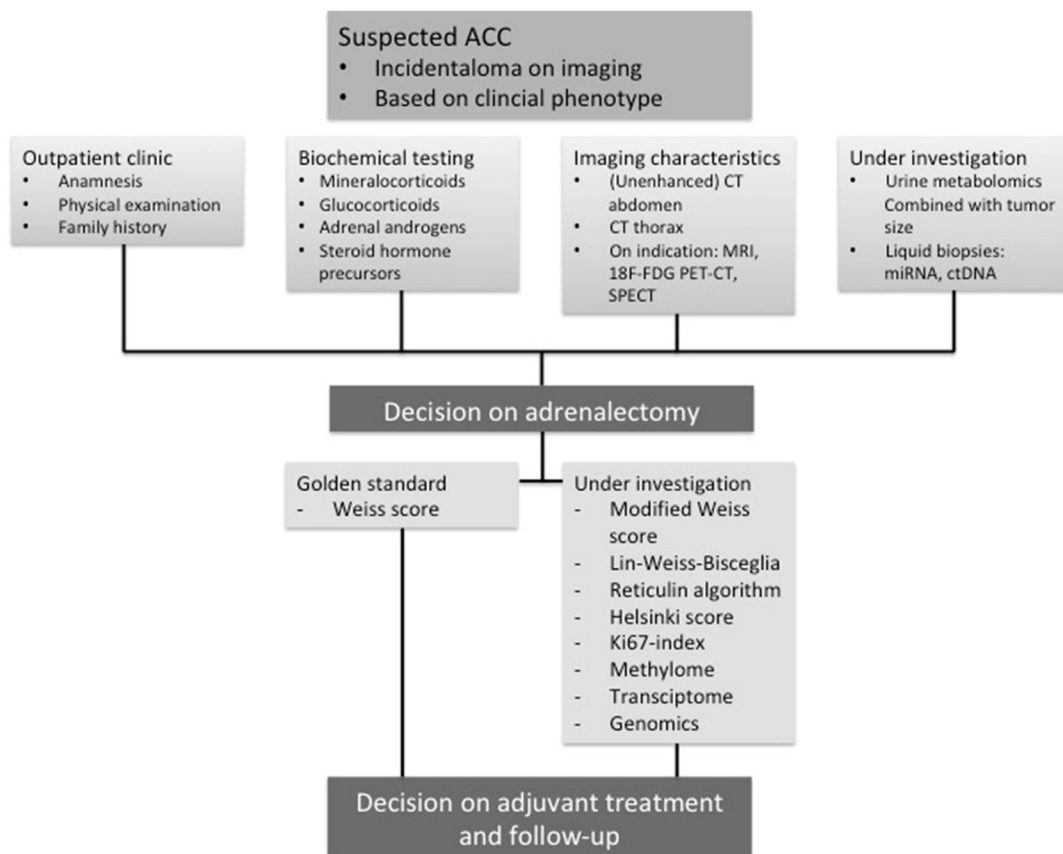 Suspected ACC
• Incidentaloma on imaging
• Based on clincial phenotype
Outpatient clinic
• Anamnesis
• Physical examination
• Family history
Biochemical testing
• Mineralocorticoids
• Glucocorticoids
• Adrenal androgens
• Steroid hormone
precursors
Imaging characteristics
• (Unenhanced) CT
abdomen
• CT thorax
• On indication: MRI,
18F-FDG PET-CT,
SPECT
Under investigation
• Urine metabolomics
Combined with tumor
size
• Liquid biopsies:
miRNA, ctDNA
Decision on adrenalectomy
Golden standard
- Weiss score
Under investigation
- Modified Weiss
score
- Lin-Weiss-Bisceglia
- Reticulin algorithm
- Helsinki score
- Ki67-index
- Methylome
- Transciptome
- Genomics
Decision on adjuvant treatment
and follow-up